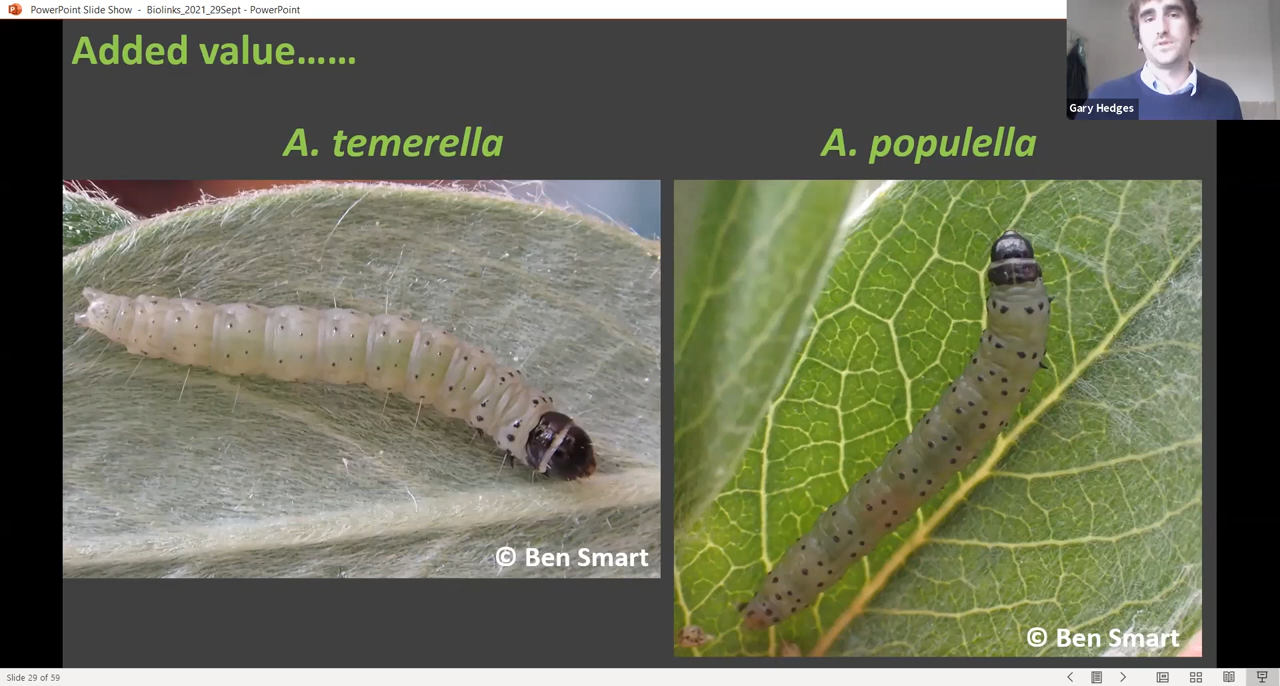 PowerPoint Slide Show - Biolinks_2021_29Sept - PowerPoint
Added value......
Gary Hedges
A. temerella
A. populella
© Ben Smart
© Ben Smart
Slide 29 of 59